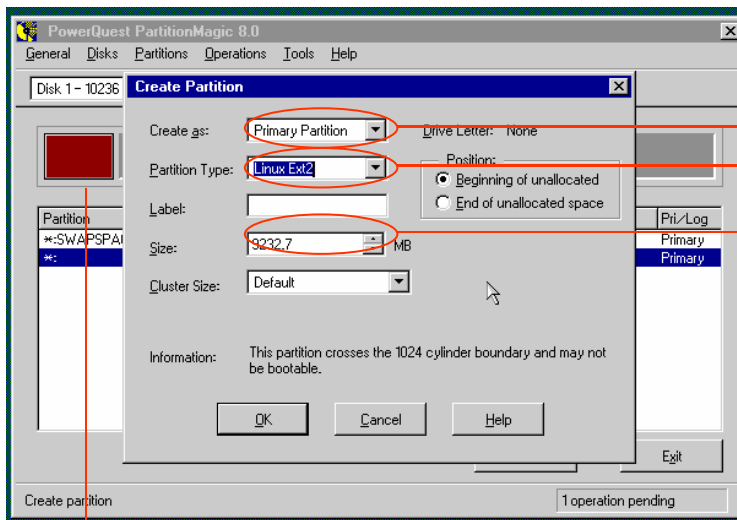 PowerQuest PartitionMagic 8.0
General Disks Partitions Operations Tools Help
Disk 1 - 10236
Create Partition
Create as: Primary Partition Drive Letter: None
Partition Type: Linux Ext2
Position:
Beginning of unallocated
End of unallocated space
Label:
Size: 9232.7 MB
Cluster Size: Default
Information: This partition crosses the 1024 cylinder boundary and may not
be bootable.
OK Cancel Help
Partition Pri/Log
*:SWAPSPA Primary
*: Primary
Exit
Create partition 1 operation pending